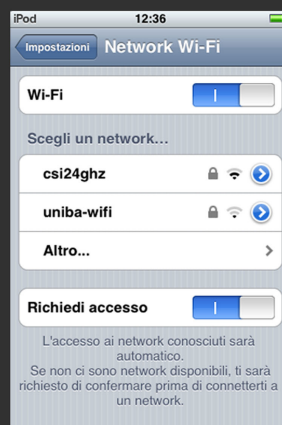 iPod 12:36
Impostazioni Network Wi-Fi
Wi-Fi
Scegli un network...
csi24ghz
uniba-wifi
Altro...
Richiedi accesso
L'accesso ai network conosciuti sarà
automatico.
Se non ci sono network disponibili, ti sarà
richiesto di confermare prima di connetterti a
un network.